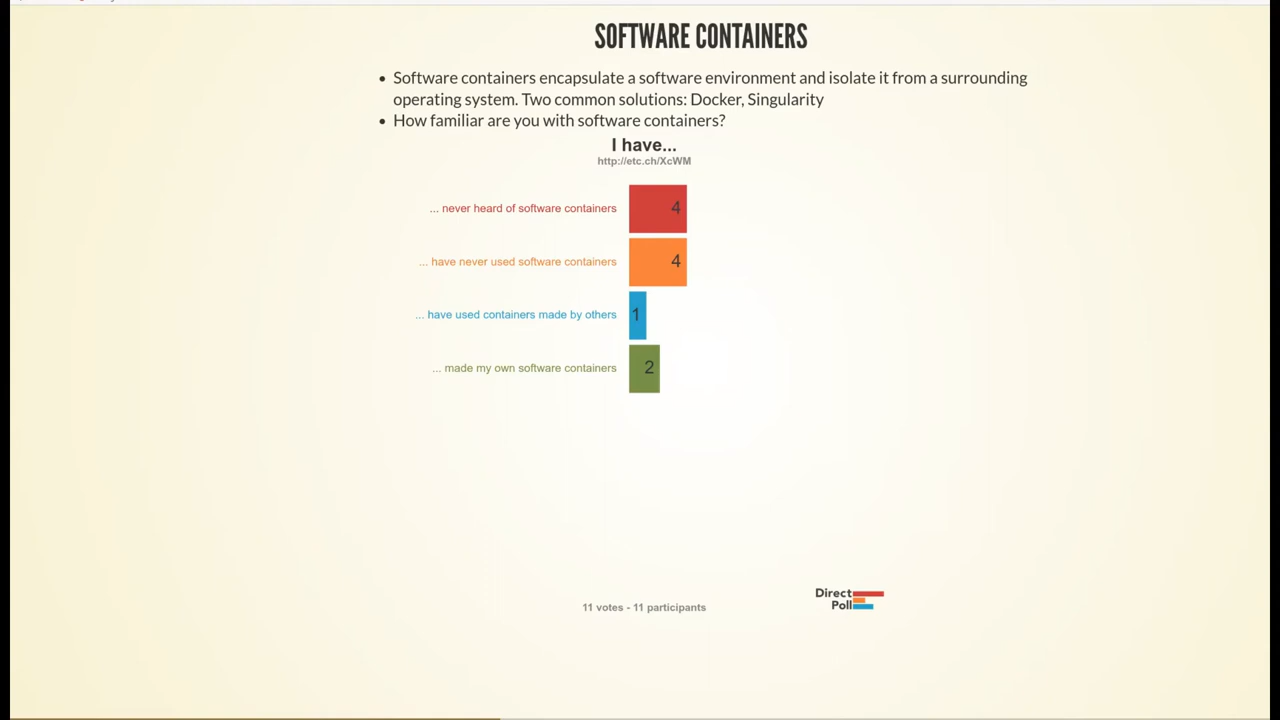 SOFTWARE CONTAINERS
• Software containers encapsulate a software environment and isolate it from a surrounding
operating system. Two common solutions: Docker, Singularity
• How familiar are you with software containers?
I have...
http://etc.ch/XcWM
... never heard of software containers 4
... have never used software containers 4
... have used containers made by others 1
... made my own software containers 2
11 votes - 11 participants
Direct
Poll